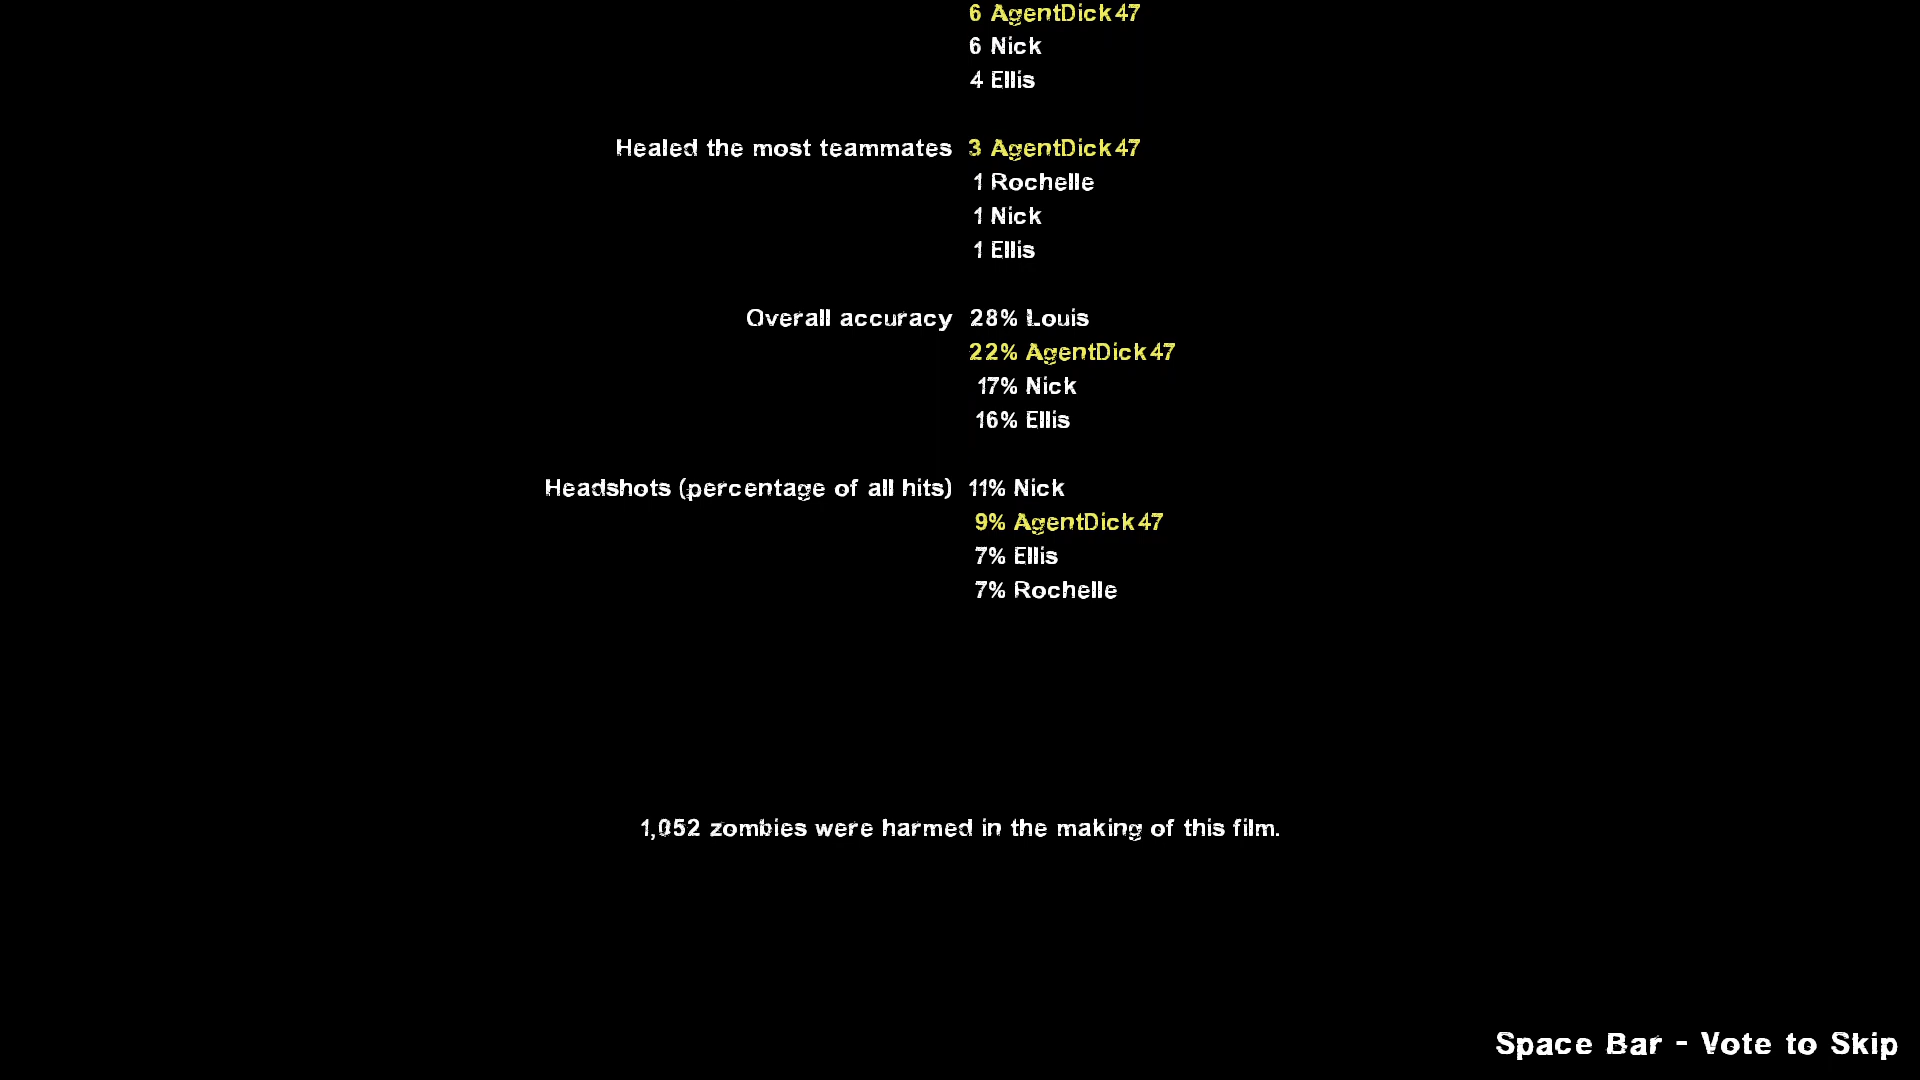 6 AgentDick47
6 Nick
4 Ellis
Healed the most teammates 3 AgentDick47
1 Rochelle
1 Nick
1 Ellis
Overall accuracy 28% Louis
22% AgentDick47
17% Nick
16% Ellis
Headshots (percentage of all hits) 11% Nick
9% AgentDick47
7% Ellis
7% Rochelle
1,052 zombies were harmed in the making of this film.
Space Bar - Vote to Skip